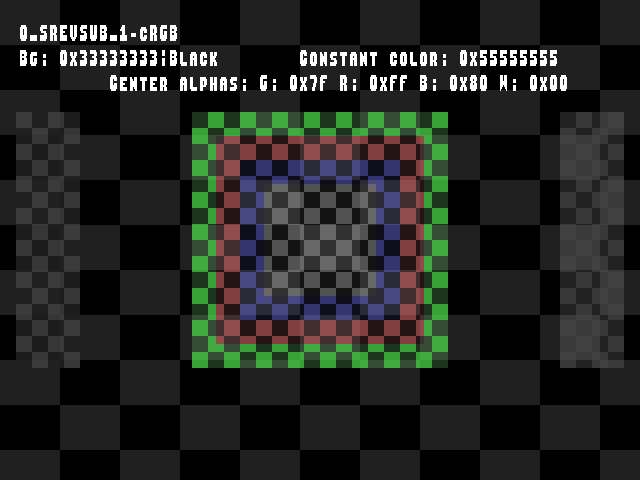 0_SREVSUB_1-cRGB
Bg: 0x33333333¦Black Constant color: 0x55555555
Center alphas: G: 0x7f R: 0xff B: 0x80 W: 0x00